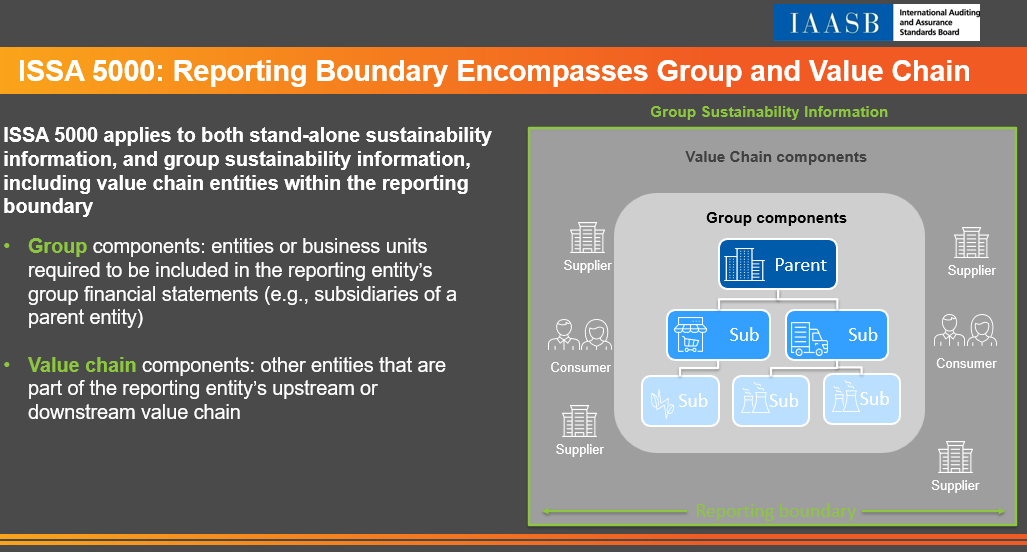 IAASB
International Auditing
and Assurance
Standards Board
ISSA 5000: Reporting Boundary Encompasses Group and Value Chain
ISSA 5000 applies to both stand-alone sustainability
information, and group sustainability information,
including value chain entities within the reporting
boundary
• Group components: entities or business units
required to be included in the reporting entity's
group financial statements (e.g., subsidiaries of a
parent entity)
• Value chain components: other entities that are
part of the reporting entity's upstream or
downstream value chain
Group Sustainability Information
Value Chain components
Group components
Parent
Sub
Sub
Sub
Sub
Sub
Supplier
Consumer
Supplier
Supplier
Consumer
Supplier
Reporting boundary